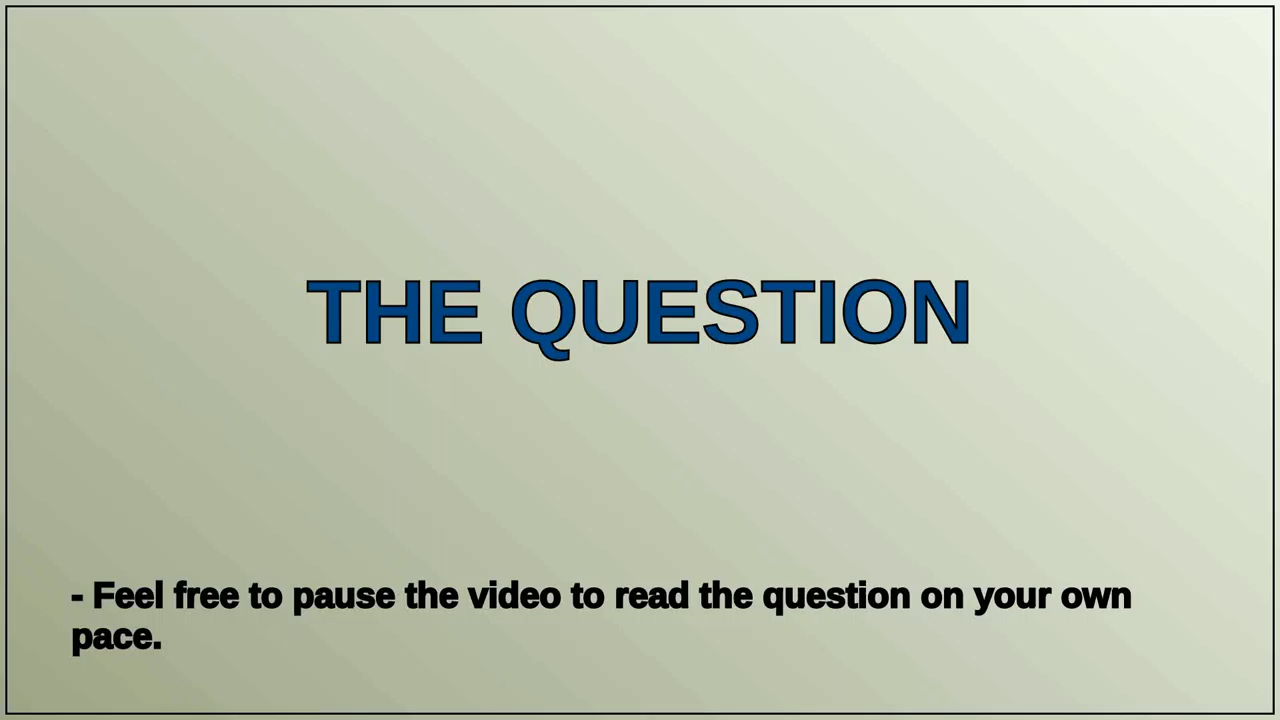 THE QUESTION
- Feel free to pause the video to read the question on your own
pace.